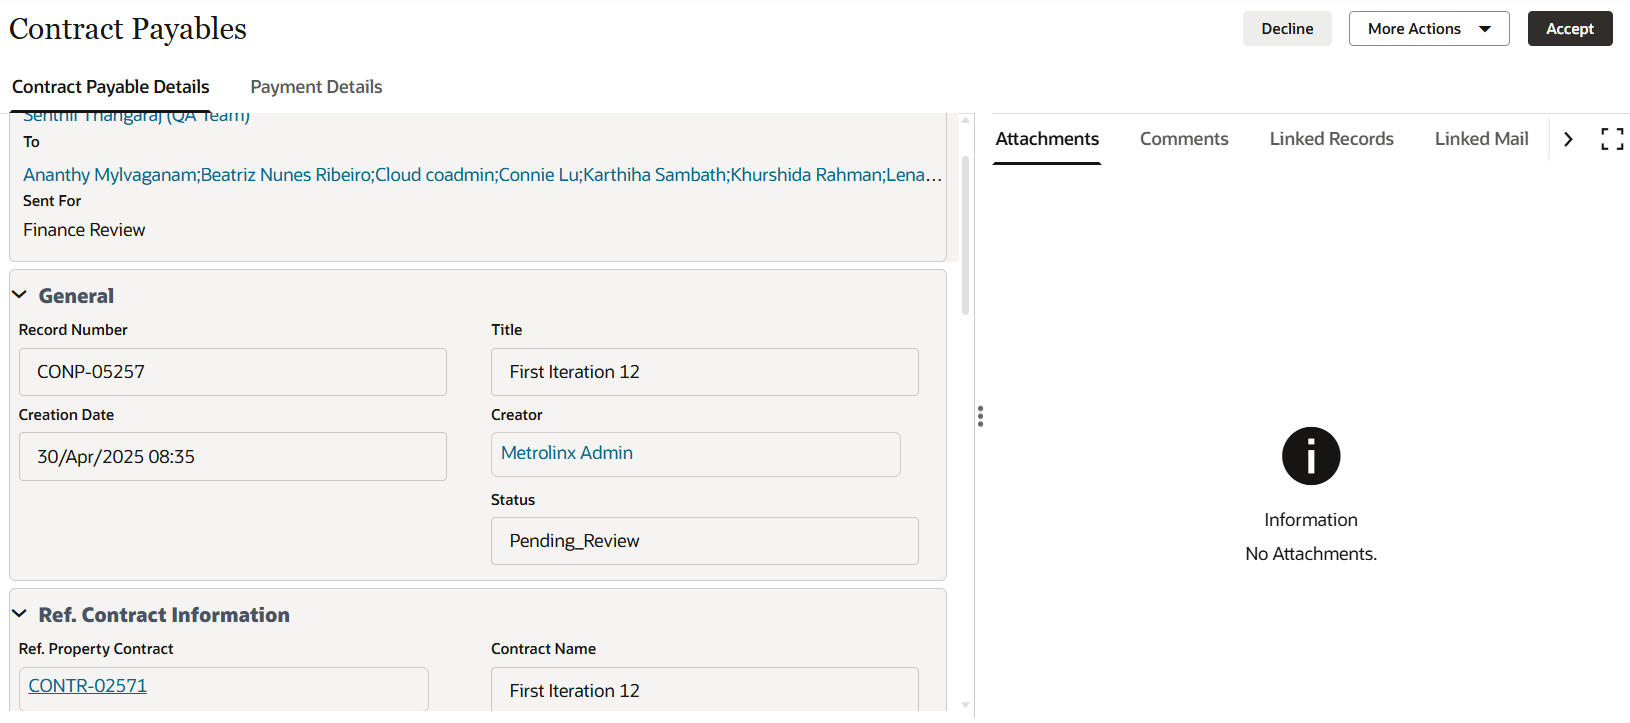 Contract Payables
Decline
More Actions
Accept
Contract Payable Details
Payment Details
Senthil Thangaraj (QA Team)
To
Ananthy Mylvaganam;Beatriz Nunes Ribeiro;Cloud coadmin;Connie Lu;Karthiha Sambath;Khurshida Rahman;Lena...
Sent For
Finance Review
General
Record Number
Title
CONP-05257
First Iteration 12
Creation Date
Creator
30/Apr/2025 08:35
Metrolinx Admin
Status
Pending_Review
Ref. Contract Information
Ref. Property Contract
Contract Name
CONTR-02571
First Iteration 12
Attachments
Comments
Linked Records
Linked Mail
Information
No Attachments.